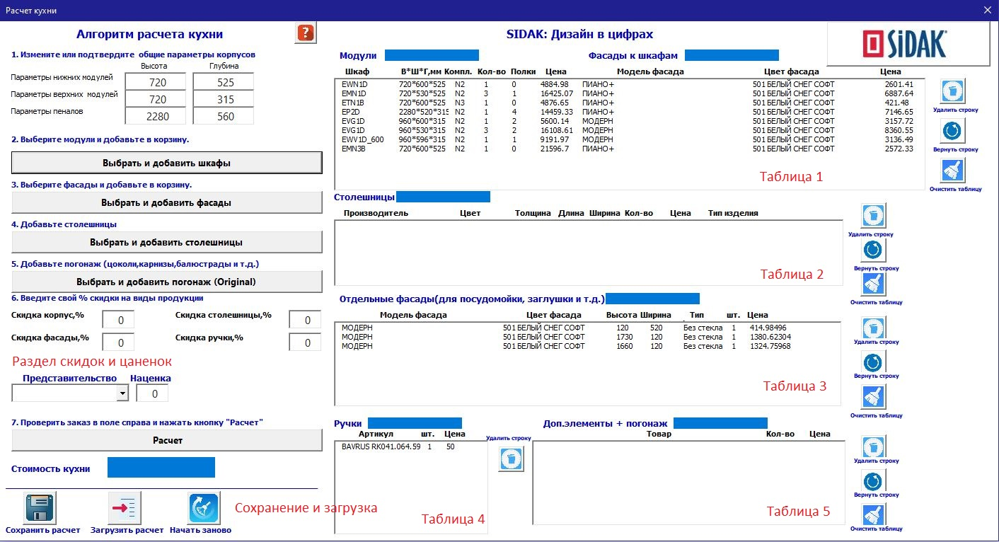 Расчет кухни
Алгоритм расчета кухни
1. Измените или подтвердите общие параметры корпусов
Высота Глубина
Параметры нижних модулей 720 525
Параметры верхних модулей 720 315
Параметры пеналов 2280 560
2. Выберите модули и добавьте в корзину.
Выбрать и добавить шкафы
3. Выберите фасады и добавьте в корзину.
Выбрать и добавить фасады
4. Добавьте столешницы
Выбрать и добавить столешницы
5. Добавьте погонаж (цоколи,карнизы,балюстрады и т.д.)
Выбрать и добавить погонаж (Original)
6. Введите свой % скидки на виды продукции
Скидка корпус,% 0 Скидка столешницы,% 0
Скидка фасады,% 0 Скидка ручки,% 0
Раздел скидок и цаненок
Представительство Наценка
0
7. Проверить заказ в поле справа и нажать кнопку "Расчет"
Расчет
Стоимость кухни
Сохранить расчет Загрузить расчет Начать заново
Сохранение и загрузка
SIDAK: Дизайн в цифрах
SiDAK
Модули Фасады к шкафам
Шкаф В*Ш*Г,мм Компл. Кол-во Полки Цена Модель фасада Цвет фасада Цена
EWN1D 720*600*525 N2 1 0 4884.98 ПИАНО+ 501 БЕЛЫЙ СНЕГ СОФТ 2601.41
EMN1D 720*530*525 N2 3 1 16425.07 ПИАНО+ 501 БЕЛЫЙ СНЕГ СОФТ 6887.64
ETN1B 720*600*525 N3 1 0 4876.65 ПИАНО+ 501 БЕЛЫЙ СНЕГ СОФТ 421.48
EP2D 2280*520*315 N2 1 4 14459.33 ПИАНО+ 501 БЕЛЫЙ СНЕГ СОФТ 7146.65
EVG1D 960*600*315 N2 1 2 5600.14 МОДЕРН 501 БЕЛЫЙ СНЕГ СОФТ 3157.72
EVG1D 960*530*315 N2 3 2 16108.61 МОДЕРН 501 БЕЛЫЙ СНЕГ СОФТ 8360.55
EWV1D_600 960*596*315 N2 1 1 9191.97 МОДЕРН 501 БЕЛЫЙ СНЕГ СОФТ 3136.49
EMN3B 720*600*525 N2 1 0 21596.7 ПИАНО+ 501 БЕЛЫЙ СНЕГ СОФТ 2572.33
Таблица 1
Удалить строку
Вернуть строку
Очистить таблицу
Столешницы
Производитель Цвет Толщина Длина Ширина Кол-во Цена Тип изделия
Таблица 2
Удалить строку
Вернуть строку
Очистить таблицу
Отдельные фасады(для посудомойки, заглушки и т.д.)
Модель фасада Цвет фасада Высота Ширина Тип шт. Цена
МОДЕРН 501 БЕЛЫЙ СНЕГ СОФТ 120 520 Без стекла 1 414.98496
МОДЕРН 501 БЕЛЫЙ СНЕГ СОФТ 1730 120 Без стекла 1 1380.62304
МОДЕРН 501 БЕЛЫЙ СНЕГ СОФТ 1660 120 Без стекла 1 1324.75968
Таблица 3
Удалить строку
Вернуть строку
Очистить таблицу
Ручки
Артикул шт. Цена
BAVRUS RK041.064.59 1 50
Таблица 4
Удалить строку
Доп.элементы + погонаж
Товар Кол-во Цена
Таблица 5
Удалить строку
Вернуть строку
Очистить таблицу